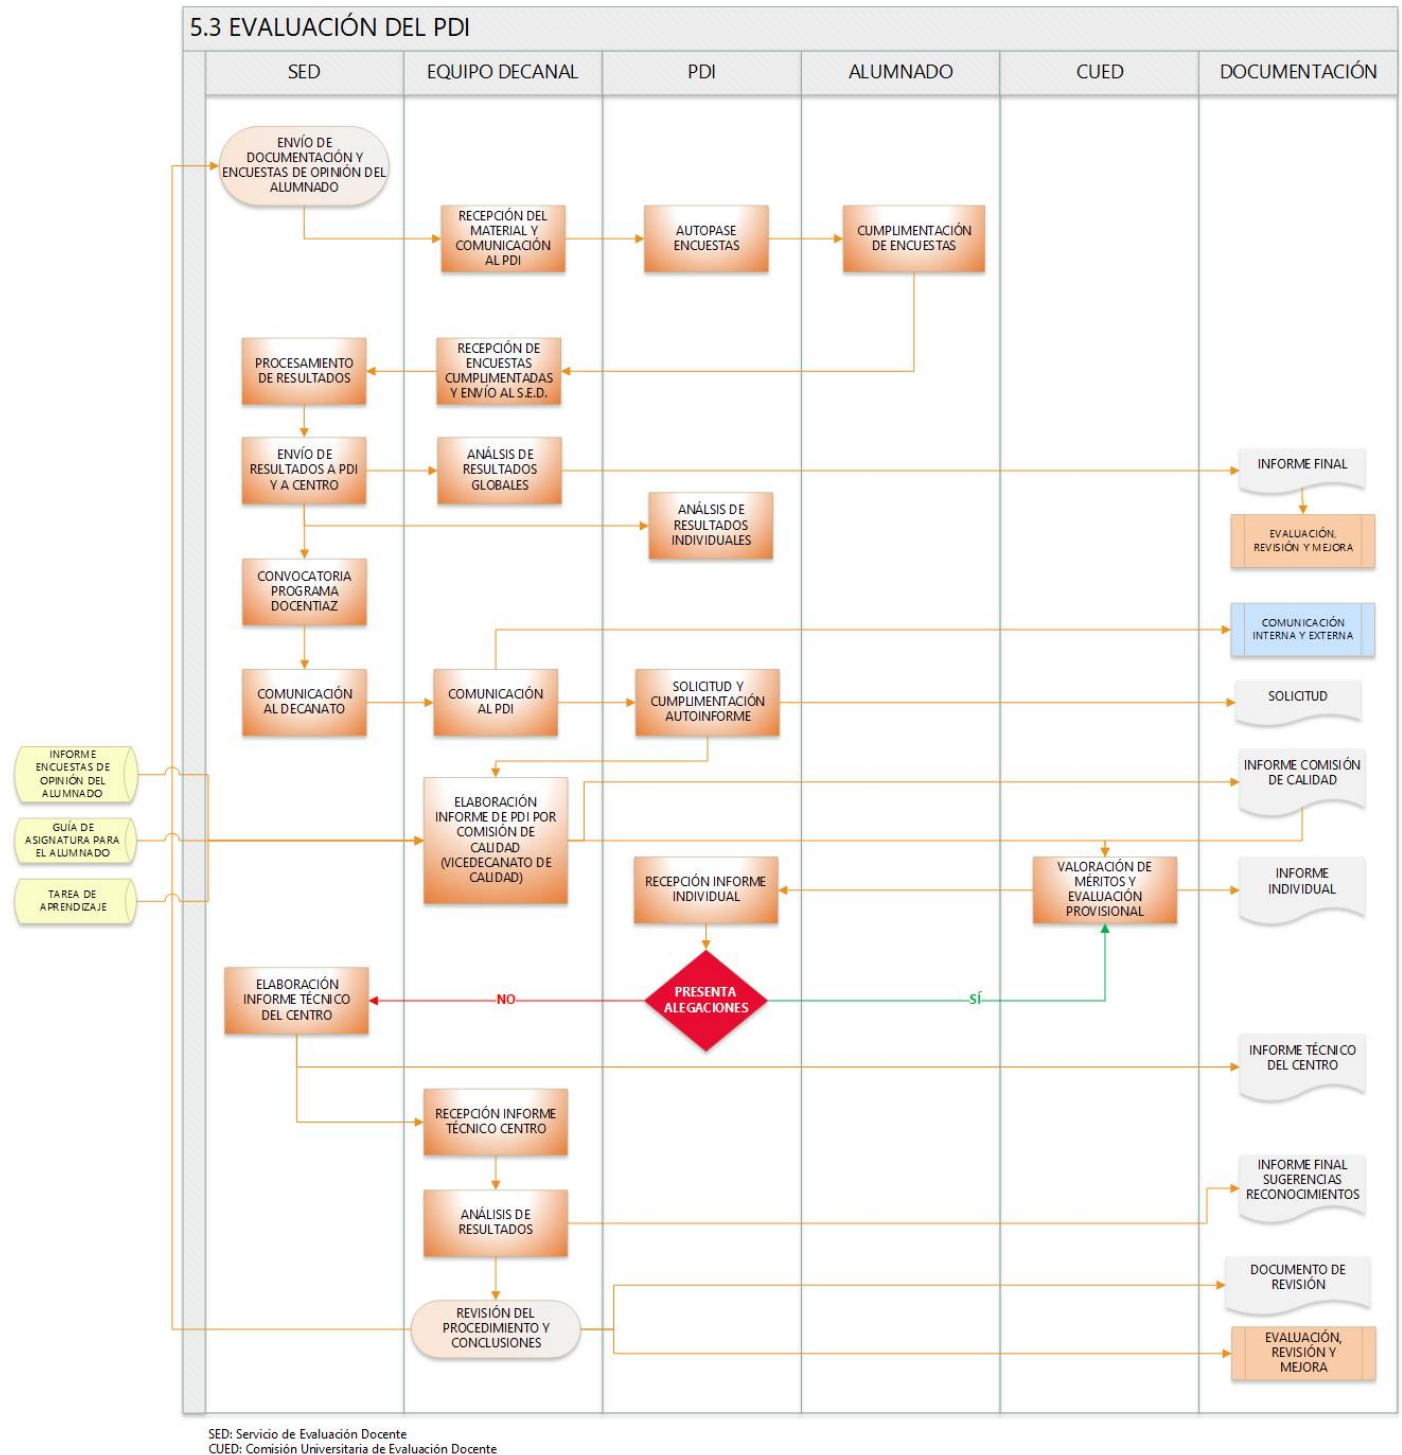 5.3 EVALUACIÓN DEL PDI
SED
EQUIPO DECANAL
PDI
ALUMNADO
CUED
DOCUMENTACIÓN
ENVÍO DE
DOCUMENTACIÓN Y
ENCUESTAS DE OPINIÓN DEL
ALUMNADO
RECEPCIÓN DEL
MATERIAL Y
COMUNICACIÓN
AL PDI
AUTOPASE
ENCUESTAS
CUMPLIMENTACIÓN
DE ENCUESTAS
PROCESAMIENTO
DE RESULTADOS
RECEPCIÓN DE
ENCUESTAS
CUMPLIMENTADAS
Y ENVÍO AL S.E.D.
ENVÍO DE
RESULTADOS A PDI
Y A CENTRO
ANÁLSIS DE
RESULTADOS
GLOBALES
INFORME FINAL
ANÁLSIS DE
RESULTADOS
INDIVIDUALES
EVALUACIÓN,
REVISIÓN Y MEJORA
CONVOCATORIA
PROGRAMA
DOCENTIAZ
COMUNICACIÓN
INTERNA Y EXTERNA
COMUNICACIÓN
AL DECANATO
COMUNICACIÓN
AL PDI
SOLICITUD Y
CUMPLIMENTACIÓN
AUTOINFORME
SOLICITUD
INFORME
ENCUESTAS DE
OPINIÓN DEL
ALUMNADO
GUÍA DE
ASIGNATURA PARA
EL ALUMNADO
TAREA DE
APRENDIZAJE
ELABORACIÓN
INFORME DE PDI POR
COMISIÓN DE
CALIDAD
(VICEDECANATO DE
CALIDAD)
INFORME COMISIÓN
DE CALIDAD
RECEPCIÓN INFORME
INDIVIDUAL
VALORACIÓN DE
MÉRITOS Y
EVALUACIÓN
PROVISIONAL
INFORME
INDIVIDUAL
ELABORACIÓN
INFORME TÉCNICO
DEL CENTRO
NO
PRESENTA
ALEGACIONES
SÍ
INFORME TÉCNICO
DEL CENTRO
RECEPCIÓN INFORME
TÉCNICO CENTRO
INFORME FINAL
SUGERENCIAS
RECONOCIMIENTOS
ANÁLISIS DE
RESULTADOS
DOCUMENTO DE
REVISIÓN
REVISIÓN DEL
PROCEDIMIENTO Y
CONCLUSIONES
EVALUACIÓN,
REVISIÓN Y
MEJORA
SED: Servicio de Evaluación Docente
CUED: Comisión Universitaria de Evaluación Docente